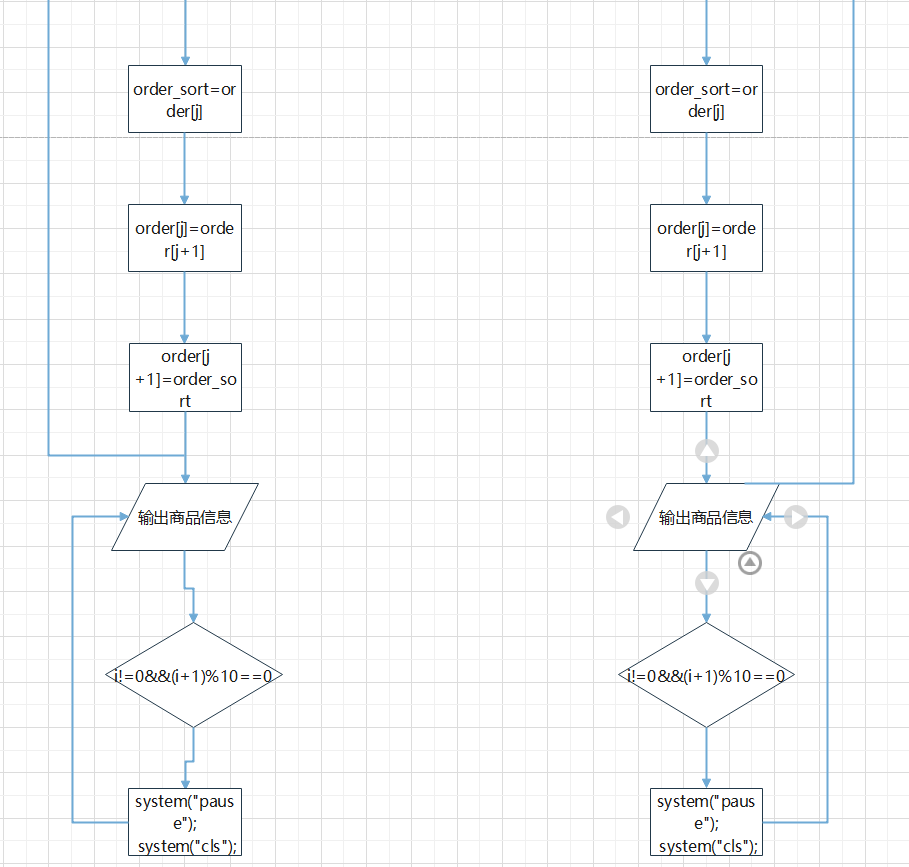 order_sort=or
der[j]
order[j]=orde
r[j+1]
order[j
+1]=order_so
rt
输出商品信息
i!=0&&(i+1)%10==0
system("paus
e");
system("cls");
order_sort=or
der[j]
order[j]=orde
r[j+1]
order[j
+1]=order_so
rt
输出商品信息
i!=0&&(i+1)%10==0
system("paus
e");
system("cls");